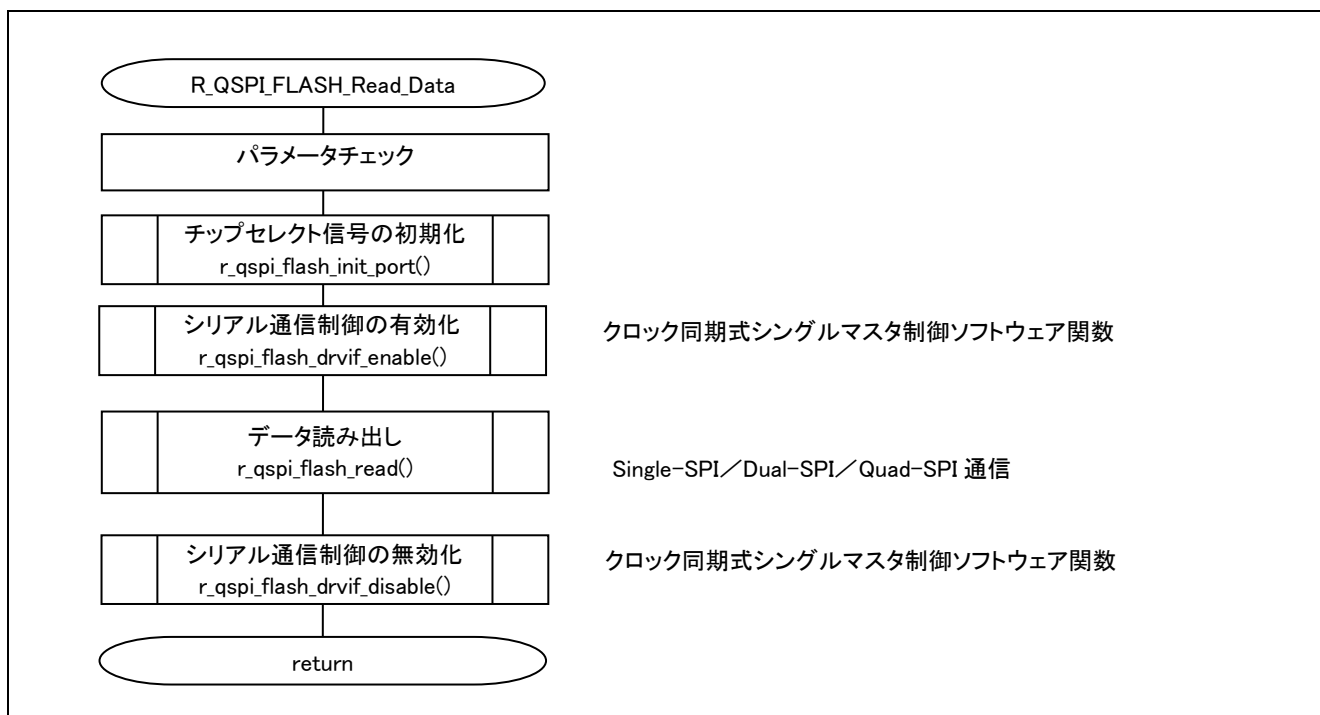 R_QSPI_FLASH_Read_Data
パラメータチェック
チップセレクト信号の初期化
r_qspi_flash_init_port()
シリアル通信制御の有効化
r_qspi_flash_drvif_enable()
クロック同期式シングルマスタ制御ソフトウェア関数
データ読み出し
r_qspi_flash_read()
Single-SPI／Dual-SPI／Quad-SPI 通信
シリアル通信制御の無効化
r_qspi_flash_drvif_disable()
クロック同期式シングルマスタ制御ソフトウェア関数
return